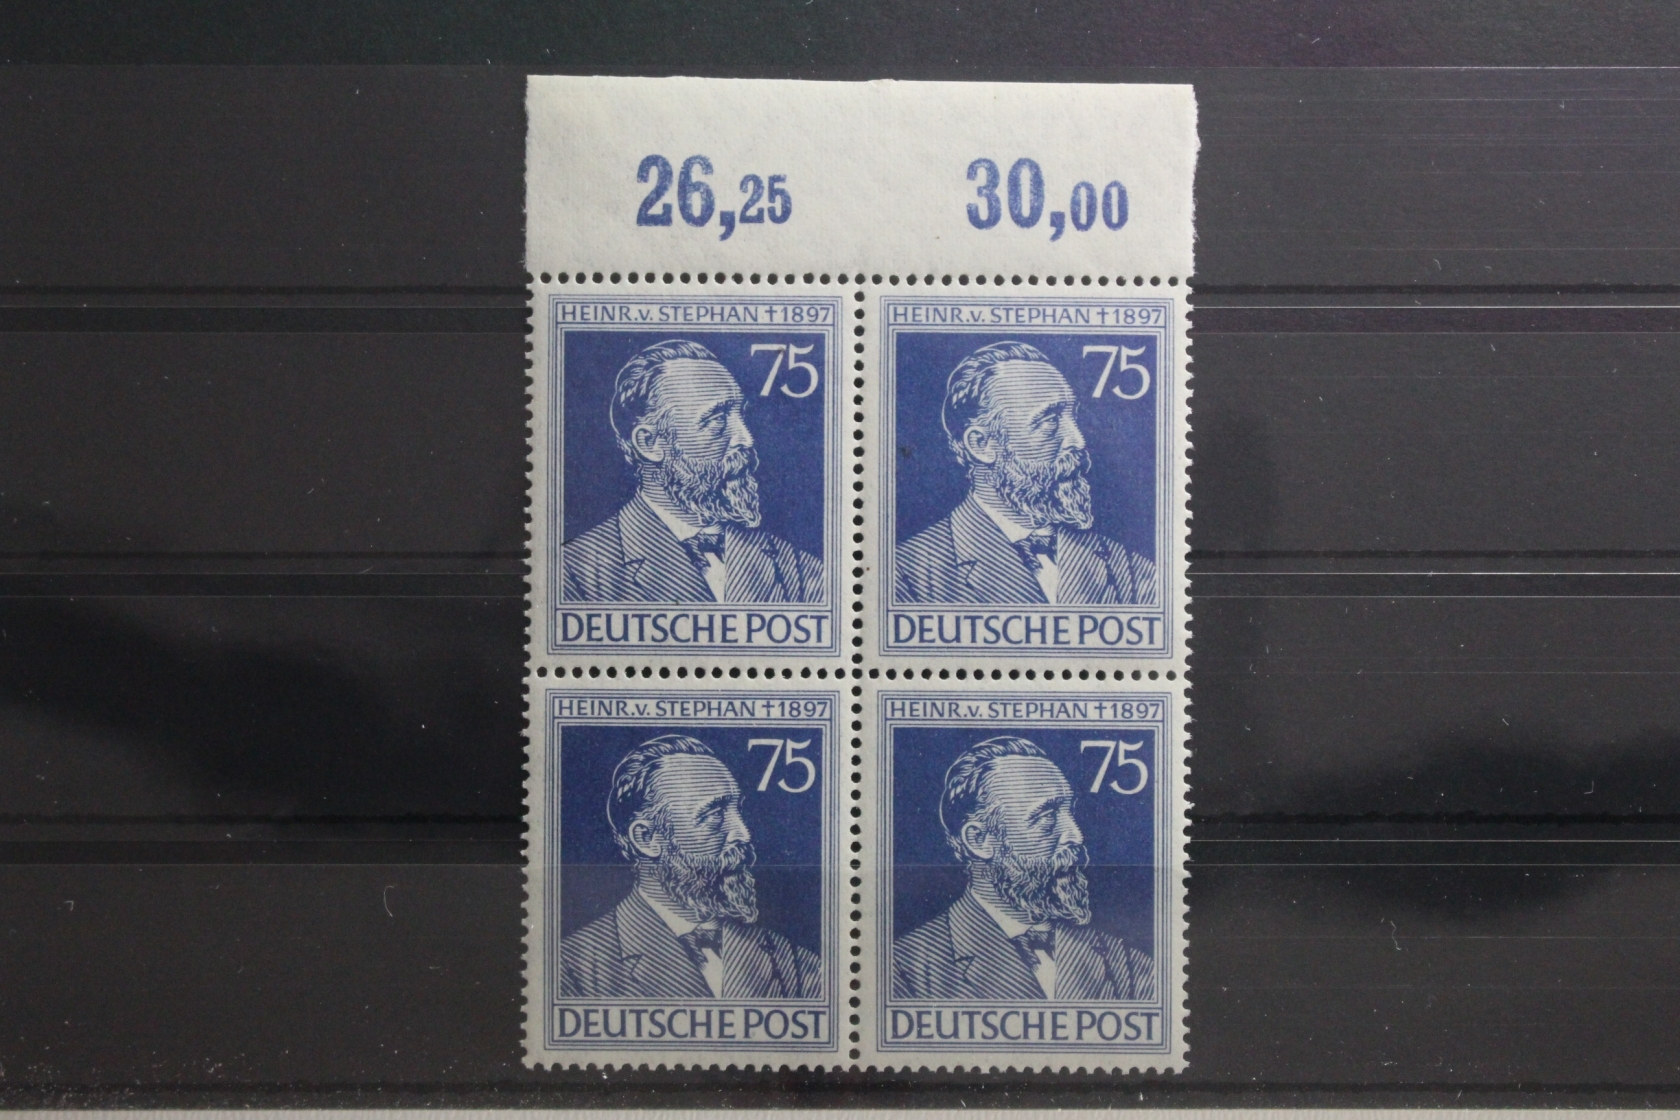 26,25 30,00
HEINR.v. STEPHAN †1897
75
DEUTSCHE POST
HEINR.v. STEPHAN †1897
75
DEUTSCHE POST
HEINR.v. STEPHAN †1897
75
DEUTSCHE POST
HEINR.v. STEPHAN †1897
75
DEUTSCHE POST